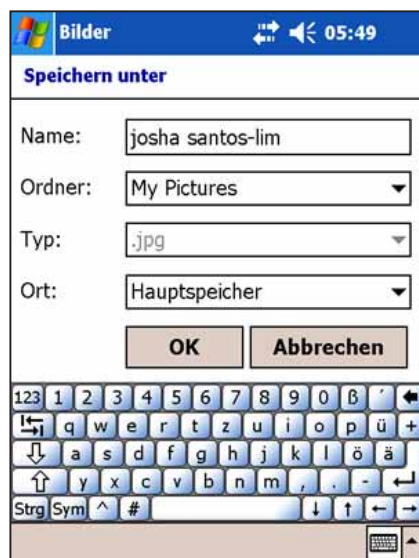 Bilder 05:49
Speichern unter
Name: josha santos-lim
Ordner: My Pictures
Typ: .jpg
Ort: Hauptspeicher
OK Abbrechen
123 1 2 3 4 5 6 7 8 9 0 ß ´
q w e r t z u i o p ü +
a s d f g h j k l ö ä
y x c v b n m , . -
Strg Sym ^ #